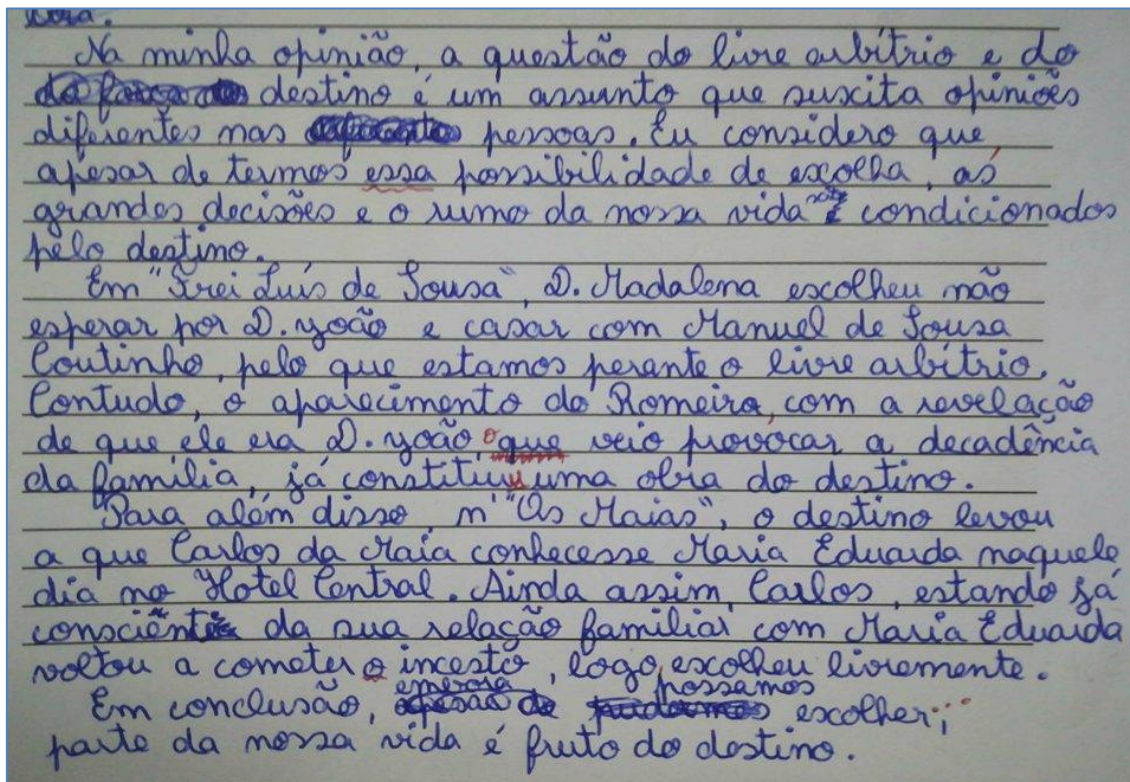 Na minha opinião, a questão do livre arbítrio e do
destino é um assunto que suscita opiniões
diferentes nas pessoas. Eu considero que
apesar de termos essa possibilidade de escolha, as
grandes decisões e o rumo da nossa vida são condicionados
pelo destino.
Em "Frei Luís de Sousa", D. Madalena escolheu não
esperar por D. João e casar com Manuel de Sousa
Coutinho, pelo que estamos perante o livre arbítrio.
Contudo, o aparecimento do Romeiro, com a revelação
de que ele era D. João, o que veio provocar a decadência
da família, já constituiu uma obra do destino.
Para além disso, n'"Os Maias", o destino levou
a que Carlos da Maia conhecesse Maria Eduarda naquele
dia no Hotel Central. Ainda assim, Carlos, estando já
consciente da sua relação familiar com Maria Eduarda
voltou a cometer o incesto, logo, escolheu livremente.
Em conclusão, embora possamos escolher,
parte da nossa vida é fruto do destino.